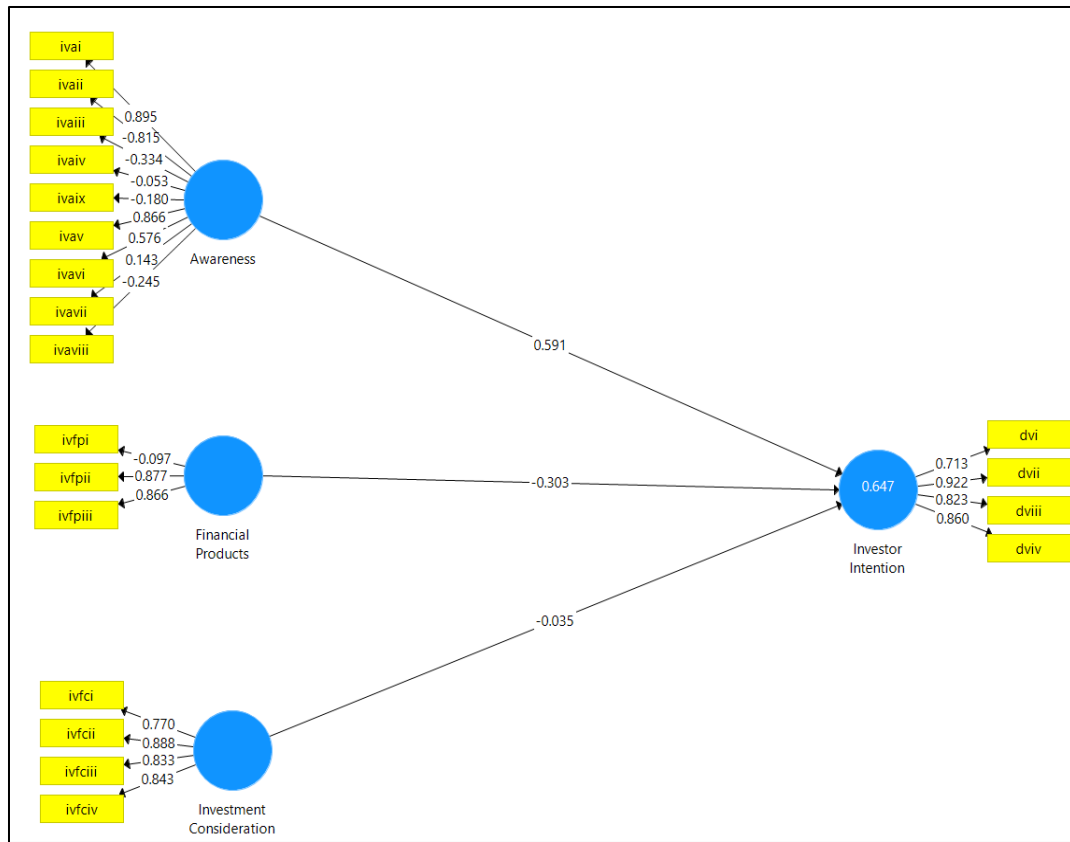 ivai
ivaii
ivaiii
ivaiv
ivaix
ivav
ivavi
ivavii
ivaviii
0.895
-0.815
-0.334
-0.053
-0.180
0.866
0.576
0.143
-0.245
Awareness
0.591
ivfpi
ivfpii
ivfpiii
-0.097
0.877
0.866
Financial
Products
-0.303
ivfci
ivfcii
ivfciii
ivfciv
0.770
0.888
0.833
0.843
Investment
Consideration
-0.035
0.647
Investor
Intention
0.713
0.922
0.823
0.860
dvi
dvii
dviii
dviv